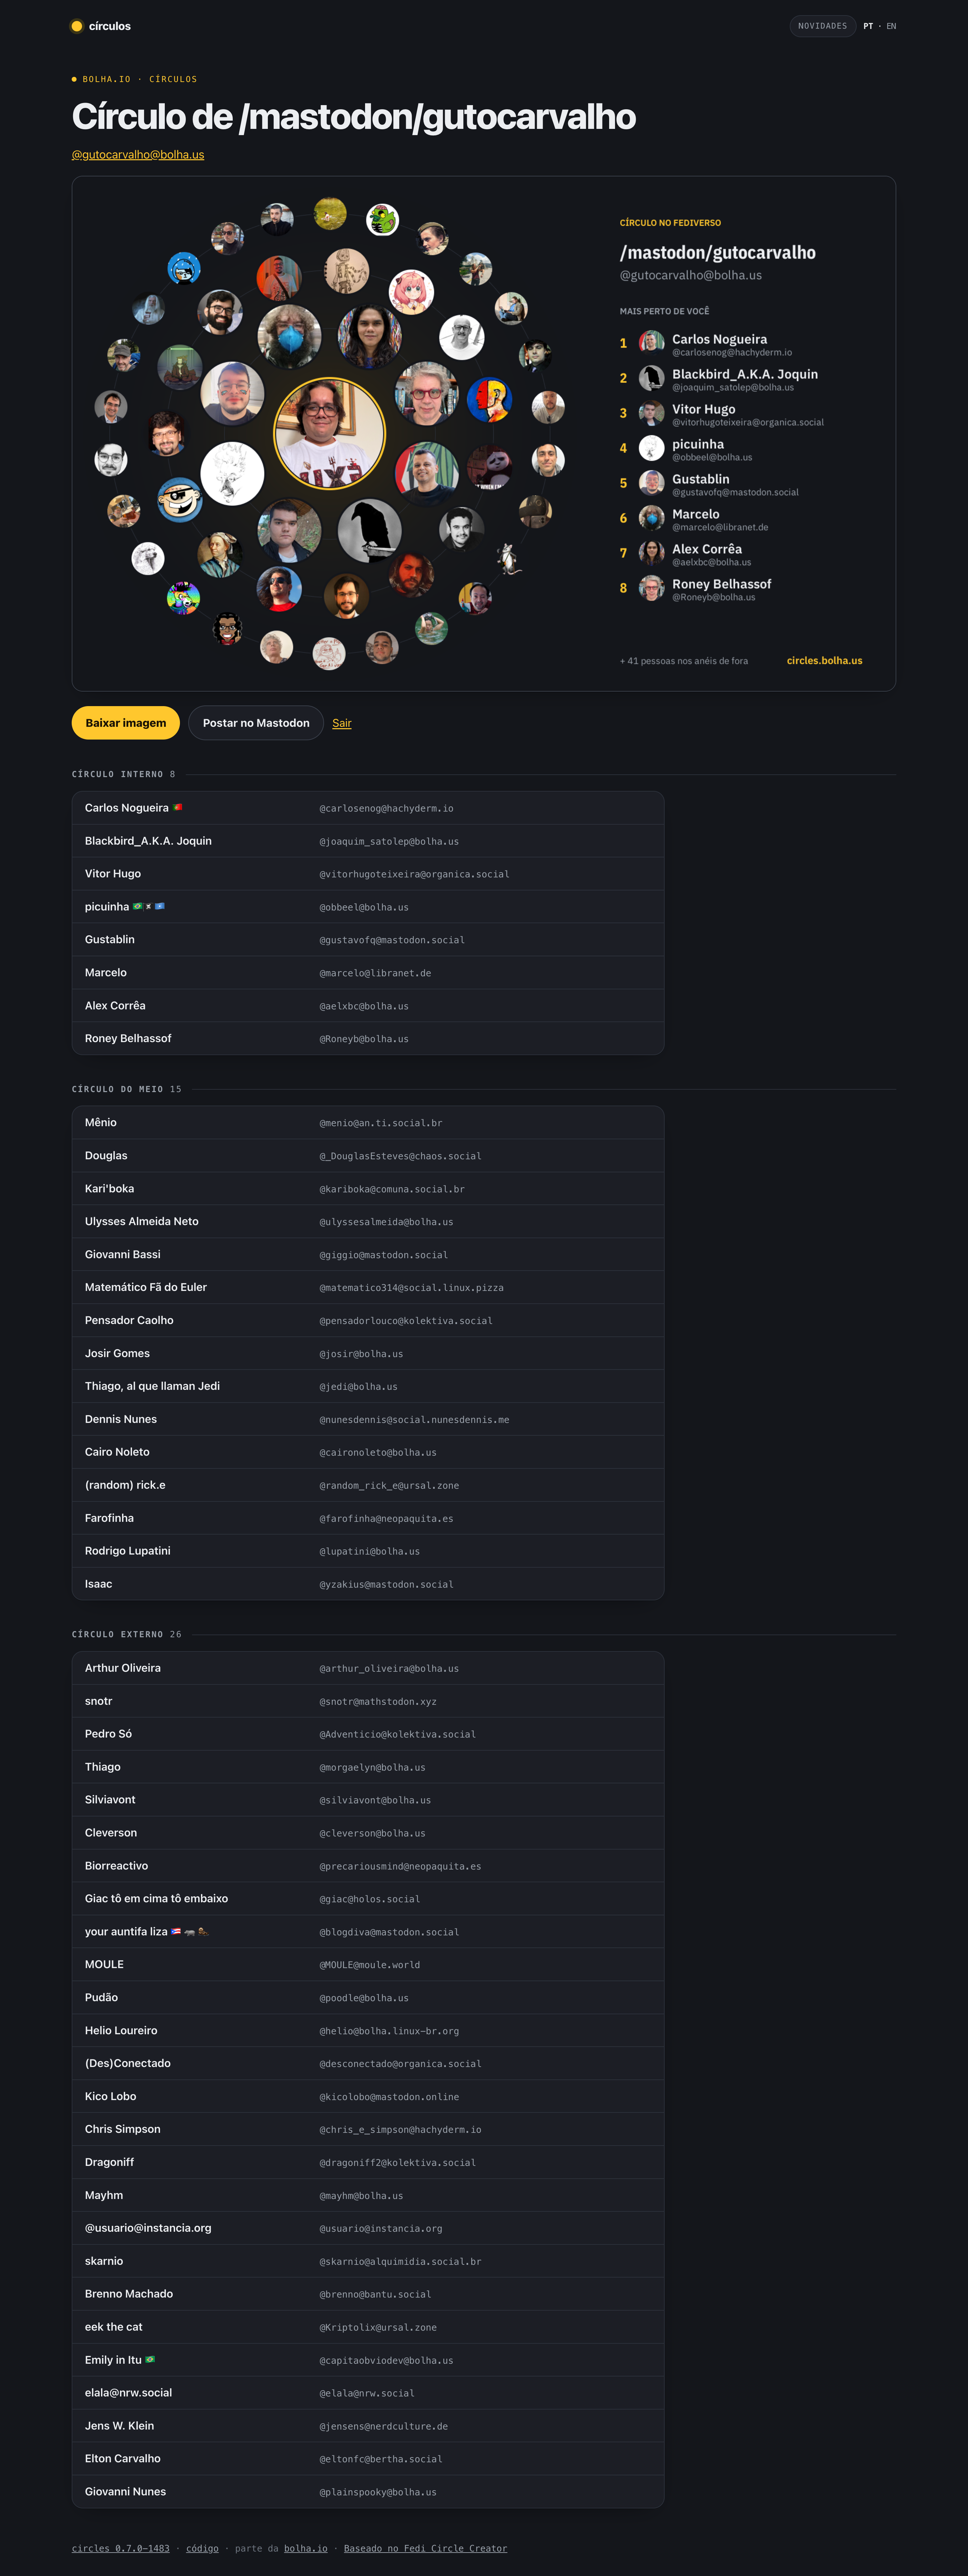 círculos
NOVIDADES PT · EN
BOLHA.IO · CÍRCULOS
Círculo de /mastodon/gutocarvalho
@gutocarvalho@bolha.us
CÍRCULO NO FEDIVERSO
/mastodon/gutocarvalho
@gutocarvalho@bolha.us
MAIS PERTO DE VOCÊ
1 Carlos Nogueira
@carlosenog@hachyderm.io
2 Blackbird_A.K.A. Joquin
@joaquim_satolep@bolha.us
3 Vitor Hugo
@vitorhugoteixeira@organica.social
4 picuinha
@obbeel@bolha.us
5 Gustablin
@gustavofq@mastodon.social
6 Marcelo
@marcelo@libranet.de
7 Alex Corrêa
@aelxbc@bolha.us
8 Roney Belhassof
@Roneyb@bolha.us
+ 41 pessoas nos anéis de fora circles.bolha.us
Baixar imagem Postar no Mastodon Sair
CÍRCULO INTERNO 8
Carlos Nogueira 🇵🇹 @carlosenog@hachyderm.io
Blackbird_A.K.A. Joquin @joaquim_satolep@bolha.us
Vitor Hugo @vitorhugoteixeira@organica.social
picuinha @obbeel@bolha.us
Gustablin @gustavofq@mastodon.social
Marcelo @marcelo@libranet.de
Alex Corrêa @aelxbc@bolha.us
Roney Belhassof @Roneyb@bolha.us
CÍRCULO DO MEIO 15
Mênio @menio@an.ti.social.br
Douglas @_DouglasEsteves@chaos.social
Kari'boka @kariboka@comuna.social.br
Ulysses Almeida Neto @ulyssesalmeida@bolha.us
Giovanni Bassi @giggio@mastodon.social
Matemático Fã do Euler @matematico314@social.linux.pizza
Pensador Caolho @pensadorlouco@kolektiva.social
Josir Gomes @josir@bolha.us
Thiago, al que llaman Jedi @jedi@bolha.us
Dennis Nunes @nunesdennis@social.nunesdennis.me
Cairo Noleto @caironoleto@bolha.us
(random) rick.e @random_rick_e@ursal.zone
Farofinha @farofinha@neopaquita.es
Rodrigo Lupatini @lupatini@bolha.us
Isaac @yzakius@mastodon.social
CÍRCULO EXTERNO 26
Arthur Oliveira @arthur_oliveira@bolha.us
snotr @snotr@mathstodon.xyz
Pedro Só @Adventicio@kolektiva.social
Thiago @morgaelyn@bolha.us
Silviavont @silviavont@bolha.us
Cleverson @cleverson@bolha.us
Biorreactivo @precariousmind@neopaquita.es
Giac tô em cima tô embaixo @giac@holos.social
your auntifa liza @blogdiva@mastodon.social
MOULE @MOULE@moule.world
Pudão @poodle@bolha.us
Helio Loureiro @helio@bolha.linux-br.org
(Des)Conectado @desconectado@organica.social
Kico Lobo @kicolobo@mastodon.online
Chris Simpson @chris_e_simpson@hachyderm.io
Dragoniff @dragoniff2@kolektiva.social
Mayhm @mayhm@bolha.us
@usuario@instancia.org @usuario@instancia.org
skarnio @skarnio@alquimidia.social.br
Brenno Machado @brenno@bantu.social
eek the cat @Kriptolix@ursal.zone
Emily in Itu 🇧🇷 @capitaobviodev@bolha.us
elala@nrw.social @elala@nrw.social
Jens W. Klein @jensens@nerdculture.de
Elton Carvalho @eltonfc@bertha.social
Giovanni Nunes @plainspooky@bolha.us
circles 0.7.0-1483 · código · parte da bolha.io · Baseado no Fedi Circle Creator